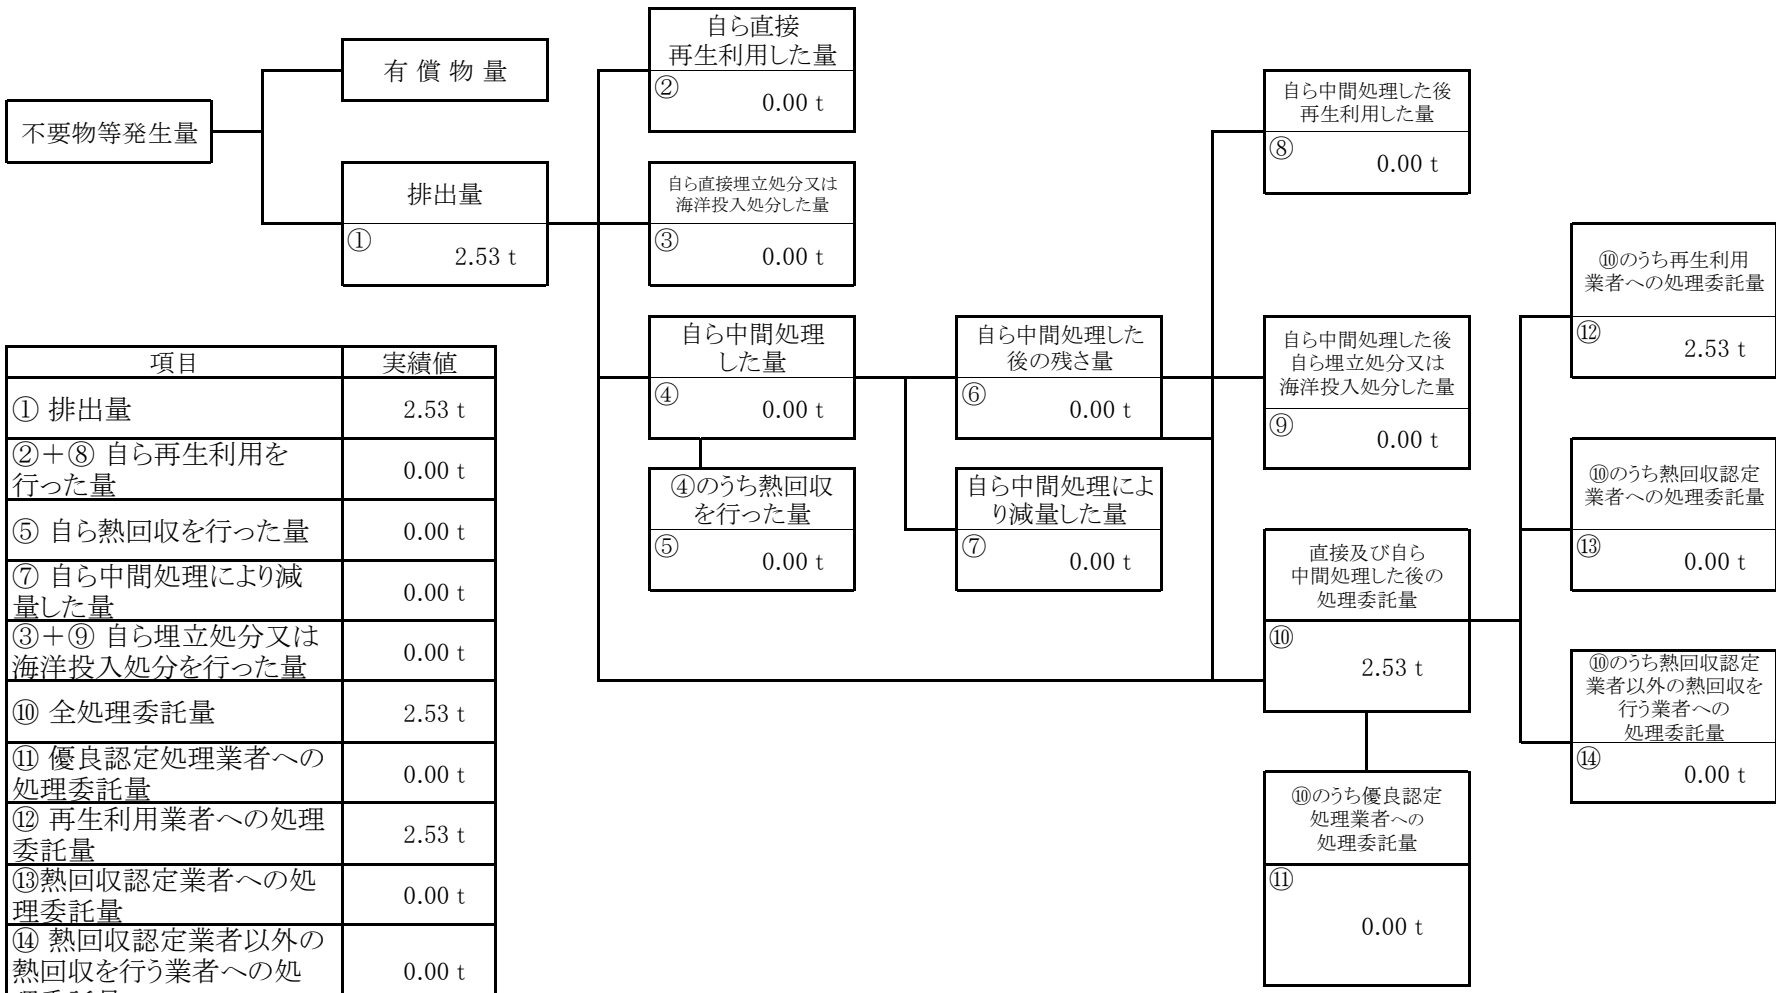 自ら直接
再生利用した量
②
0.00 t
有 償 物 量
不要物等発生量
排出量
①
2.53 t
自ら直接埋立処分又は
海洋投入処分した量
③
0.00 t
自ら中間処理した後
再生利用した量
⑧
0.00 t
⑩のうち再生利用
業者への処理委託量
⑫
2.53 t
自ら中間処理
した量
④
0.00 t
自ら中間処理した
後の残さ量
⑥
0.00 t
自ら中間処理した後
自ら埋立処分又は
海洋投入処分した量
⑨
0.00 t
④のうち熱回収
を行った量
⑤
0.00 t
自ら中間処理によ
り減量した量
⑦
0.00 t
⑩のうち熱回収認定
業者への処理委託量
⑬
0.00 t
直接及び自ら
中間処理した後の
処理委託量
⑩
2.53 t
⑩のうち熱回収認定
業者以外の熱回収を
行う業者への
処理委託量
⑭
0.00 t
⑩のうち優良認定
処理業者への
処理委託量
⑪
0.00 t
項目 実績値
① 排出量 2.53 t
②＋⑧ 自ら再生利用を
行った量 0.00 t
⑤ 自ら熱回収を行った量 0.00 t
⑦ 自ら中間処理により減
量した量 0.00 t
③＋⑨ 自ら埋立処分又は
海洋投入処分を行った量 0.00 t
⑩ 全処理委託量 2.53 t
⑪ 優良認定処理業者への
処理委託量 0.00 t
⑫ 再生利用業者への処理
委託量 2.53 t
⑬熱回収認定業者への処
理委託量 0.00 t
⑭ 熱回収認定業者以外の
熱回収を行う業者への処 0.00 t